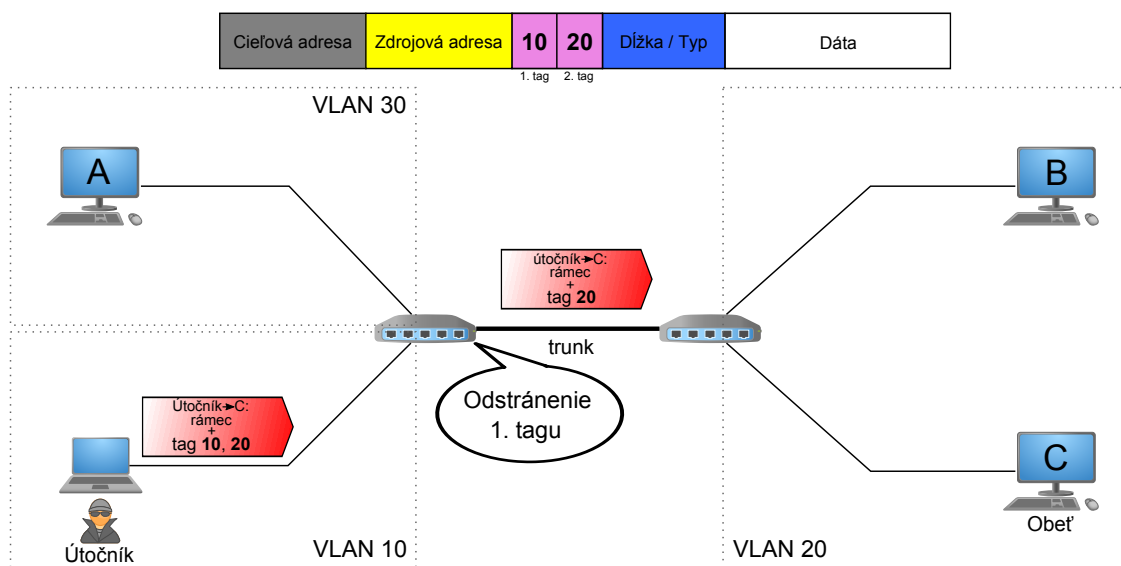 Cieľová adresa
Zdrojová adresa
10
20
Dĺžka / Typ
Dáta
1. tag
2. tag
VLAN 30
A
B
útočník➔C:
rámec
+
tag 20
trunk
Odstránenie
1. tagu
Útočník➔C:
rámec
+
tag 10, 20
C
Obeť
Útočník
VLAN 10
VLAN 20